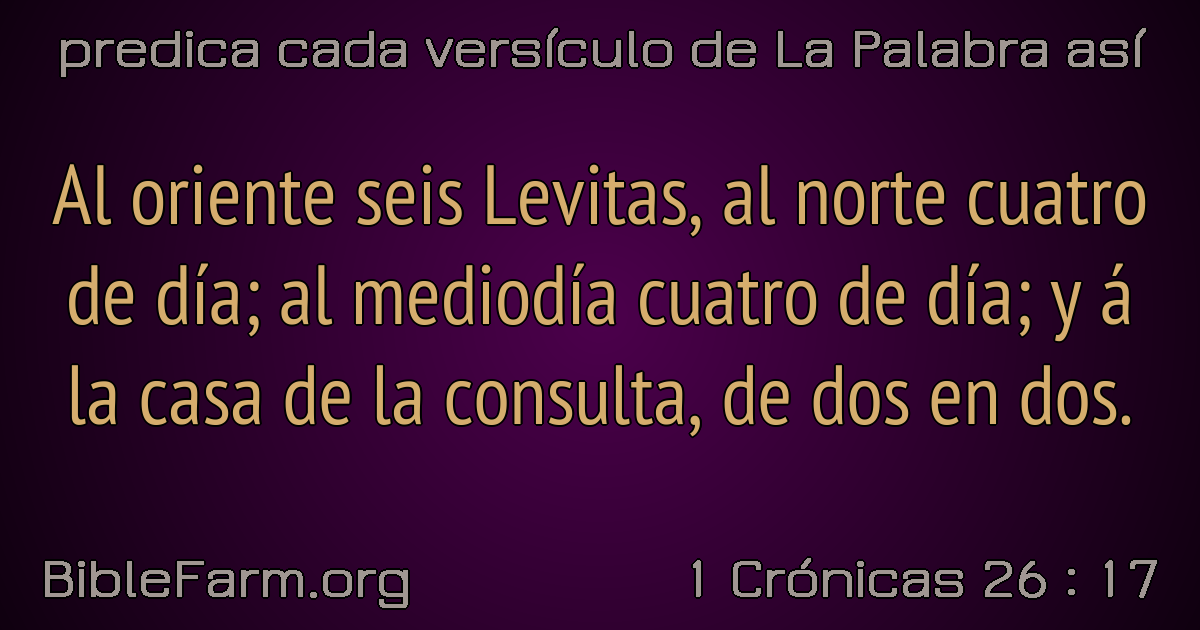 predica cada versículo de La Palabra así
Al oriente seis Levitas, al norte cuatro
de día; al mediodía cuatro de día; y á
la casa de la consulta, de dos en dos.
BibleFarm.org
1 Crónicas 26 : 17